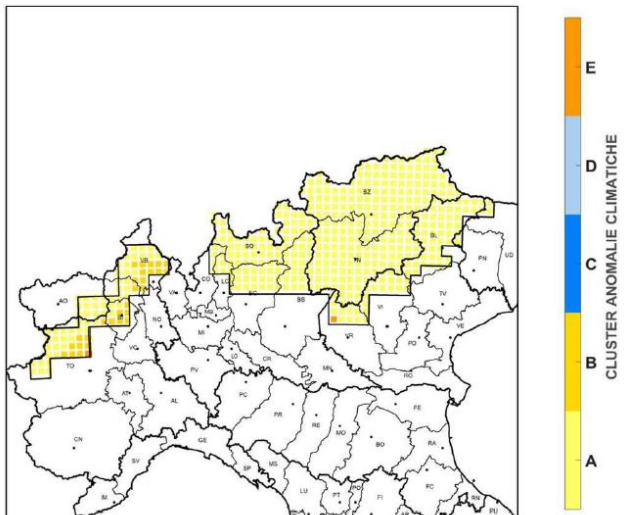 BZ
SO
BL
TN
PN
UD
VB
CO
LC
VA
AO
BS
VI
TV
NO
MI
VR
VE
VC
PD
TO
LO
CR
PV
MN
RO
AT
AL
PC
PR
FE
RE
MO
CN
GE
BO
RA
SV
SP
MS
FC
IM
LU
PT
PO
FI
RN
PU
E
D
C
B
A
CLUSTER ANOMALIE CLIMATICHE